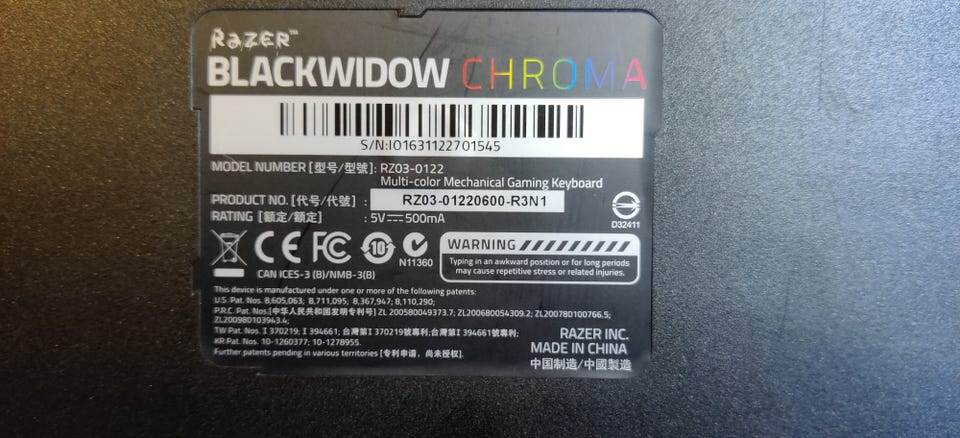 RAZER™
BLACKWIDOW CHROMA
S/N:IO1631122701545
MODEL NUMBER [型号/型號]: RZ03-0122
Multi-color Mechanical Gaming Keyboard
PRODUCT NO. [代号/代號] : RZ03-01220600-R3N1
RATING [额定/額定] : 5V⎓500mA
D32411
CE FC 10 N11360
CAN ICES-3 (B)/NMB-3(B)
WARNING
Typing in an awkward position or for long periods
may cause repetitive stress or related injuries.
This device is manufactured under one or more of the following patents:
U.S. Pat. Nos. 8,605,063; 8,711,095; 8,367,947; 8,110,290;
P.R.C. Pat. Nos.[中华人民共和国发明专利号] ZL 200580049373.7; ZL200680054309.2; ZL200780100766.5;
ZL200980103943.4;
TW Pat. Nos. I 370219; I 394661; 台灣第I 370219號專利;台灣第I 394661號專利;
KR Pat. Nos. 10-1260377; 10-1278955.
Further patents pending in various territories [专利申请，尚未授权].
RAZER INC.
MADE IN CHINA
中国制造/中國製造